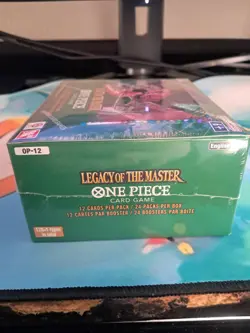 OP-12
English
LEGACY OF THE MASTER
ONE PIECE
CARD GAME
12 CARDS PER PACK • 24 PACKS PER BOX
12 CARTES PAR BOOSTER • 24 BOOSTERS PAR BOITE